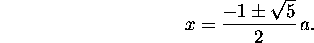 x = \frac{-1 \pm \sqrt{5}}{2} a.